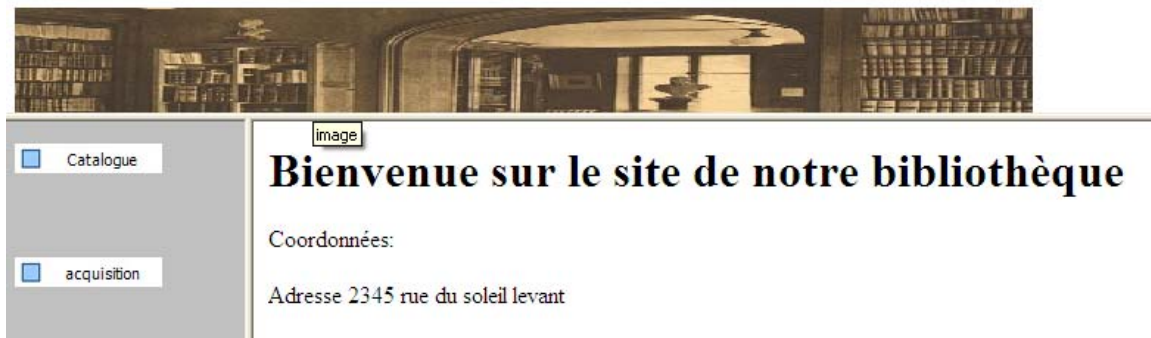 image
Catalogue
acquisition
Bienvenue sur le site de notre bibliothèque
Coordonnées:
Adresse 2345 rue du soleil levant